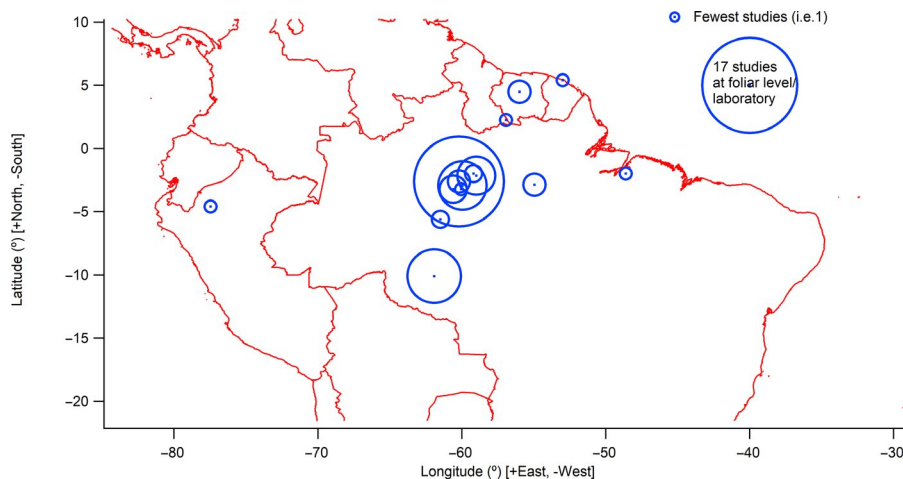 Fewest studies (i.e.1)
17 studies
at foliar level/
laboratory
Latitude (º) [+North, -South]
10
5
0
−5
−10
−15
−20
−80
−70
−60
−50
−40
−30
Longitude (º) [+East, -West]